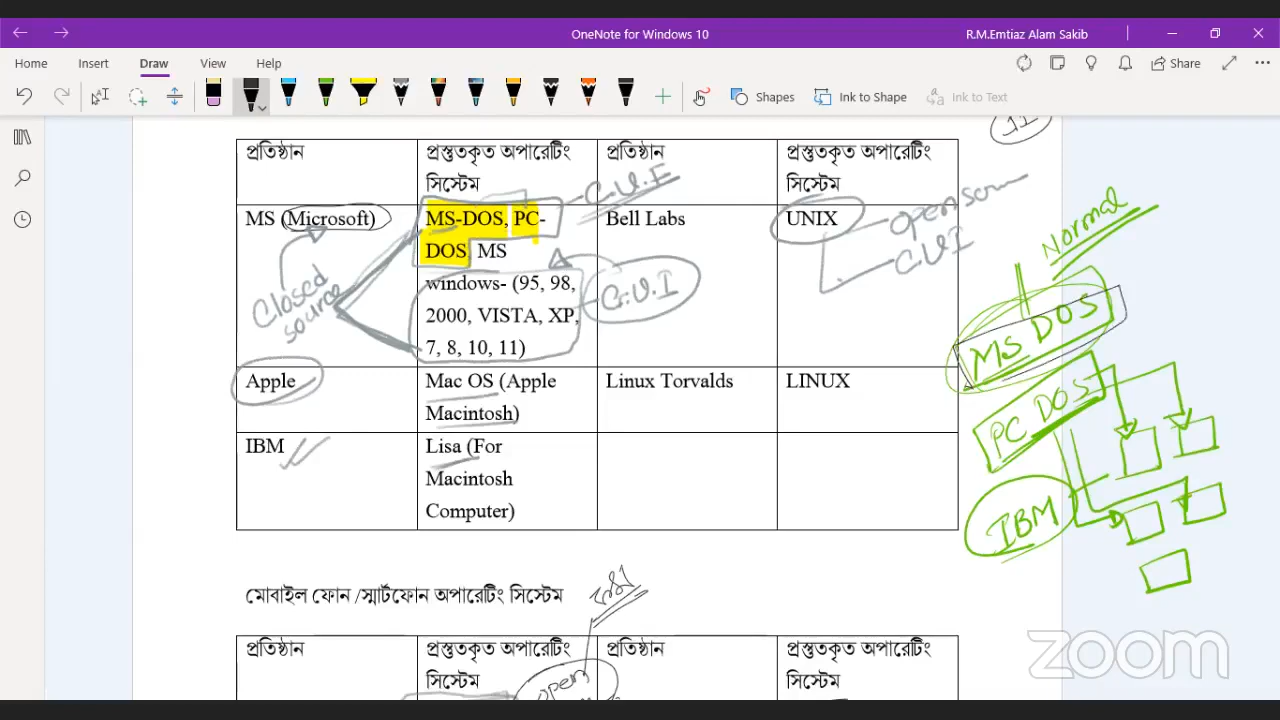 OneNote for Windows 10
R.M.Emtiaz Alam Sakib
Home Insert Draw View Help
Share
Shapes Ink to Shape Ink to Text
11
প্রতিষ্ঠান
প্রস্তুতকৃত অপারেটিং
সিস্টেম
প্রতিষ্ঠান
প্রস্তুতকৃত অপারেটিং
সিস্টেম
C.U.I
MS (Microsoft)
MS-DOS, PC-
DOS, MS
windows- (95, 98,
2000, VISTA, XP,
7, 8, 10, 11)
Bell Labs
UNIX
Closed
source
G.U.I
open sour
C.U.I
Apple
Mac OS (Apple
Macintosh)
Linux Torvalds
LINUX
IBM
Lisa (For
Macintosh
Computer)
Normal
MS DOS
PC DOS
IBM
মোবাইল ফোন /স্মার্টফোন অপারেটিং সিস্টেম
প্রতিষ্ঠান
প্রস্তুতকৃত অপারেটিং
সিস্টেম
প্রতিষ্ঠান
প্রস্তুতকৃত অপারেটিং
সিস্টেম
open
zoom